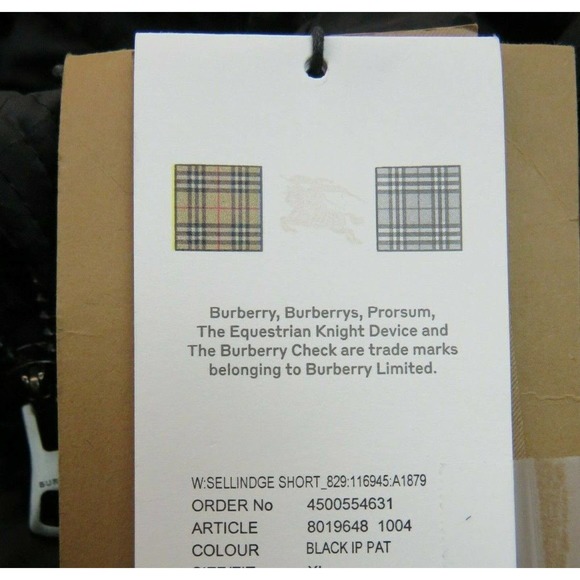 Burberry, Burberrys, Prorsum,
The Equestrian Knight Device and
The Burberry Check are trade marks
belonging to Burberry Limited.
W:SELLINDGE SHORT_829:116945:A1879
ORDER No 4500554631
ARTICLE 8019648 1004
COLOUR BLACK IP PAT